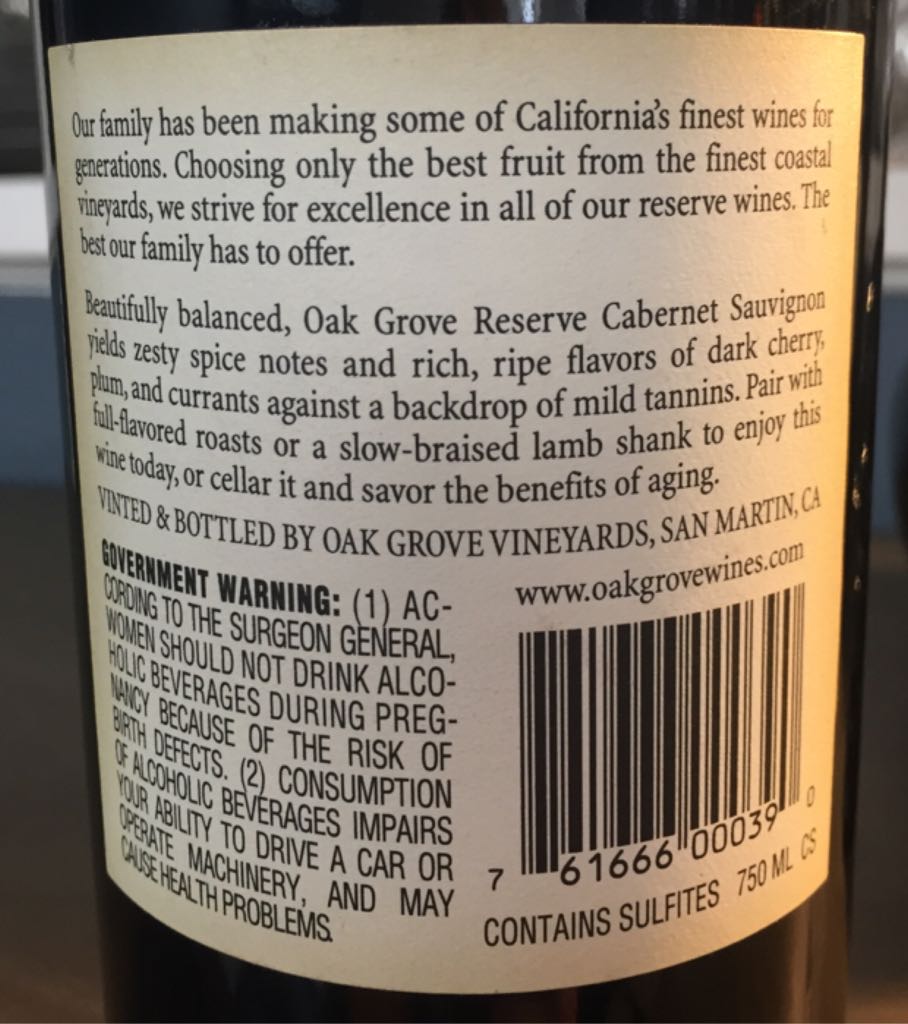 Our family has been making some of California's finest wines for
generations. Choosing only the best fruit from the finest coastal
vineyards, we strive for excellence in all of our reserve wines. The
best our family has to offer.
Beautifully balanced, Oak Grove Reserve Cabernet Sauvignon
yields zesty spice notes and rich, ripe flavors of dark cherry,
plum, and currants against a backdrop of mild tannins. Pair with
full-flavored roasts or a slow-braised lamb shank to enjoy this
wine today, or cellar it and savor the benefits of aging.
VINTED & BOTTLED BY OAK GROVE VINEYARDS, SAN MARTIN, CA
GOVERNMENT WARNING: (1) AC-
CORDING TO THE SURGEON GENERAL,
WOMEN SHOULD NOT DRINK ALCO-
HOLIC BEVERAGES DURING PREG-
NANCY BECAUSE OF THE RISK OF
BIRTH DEFECTS. (2) CONSUMPTION
OF ALCOHOLIC BEVERAGES IMPAIRS
YOUR ABILITY TO DRIVE A CAR OR
OPERATE MACHINERY, AND MAY
CAUSE HEALTH PROBLEMS.
www.oakgrovewines.com
7 61666 00039 0
CONTAINS SULFITES 750 ML CS